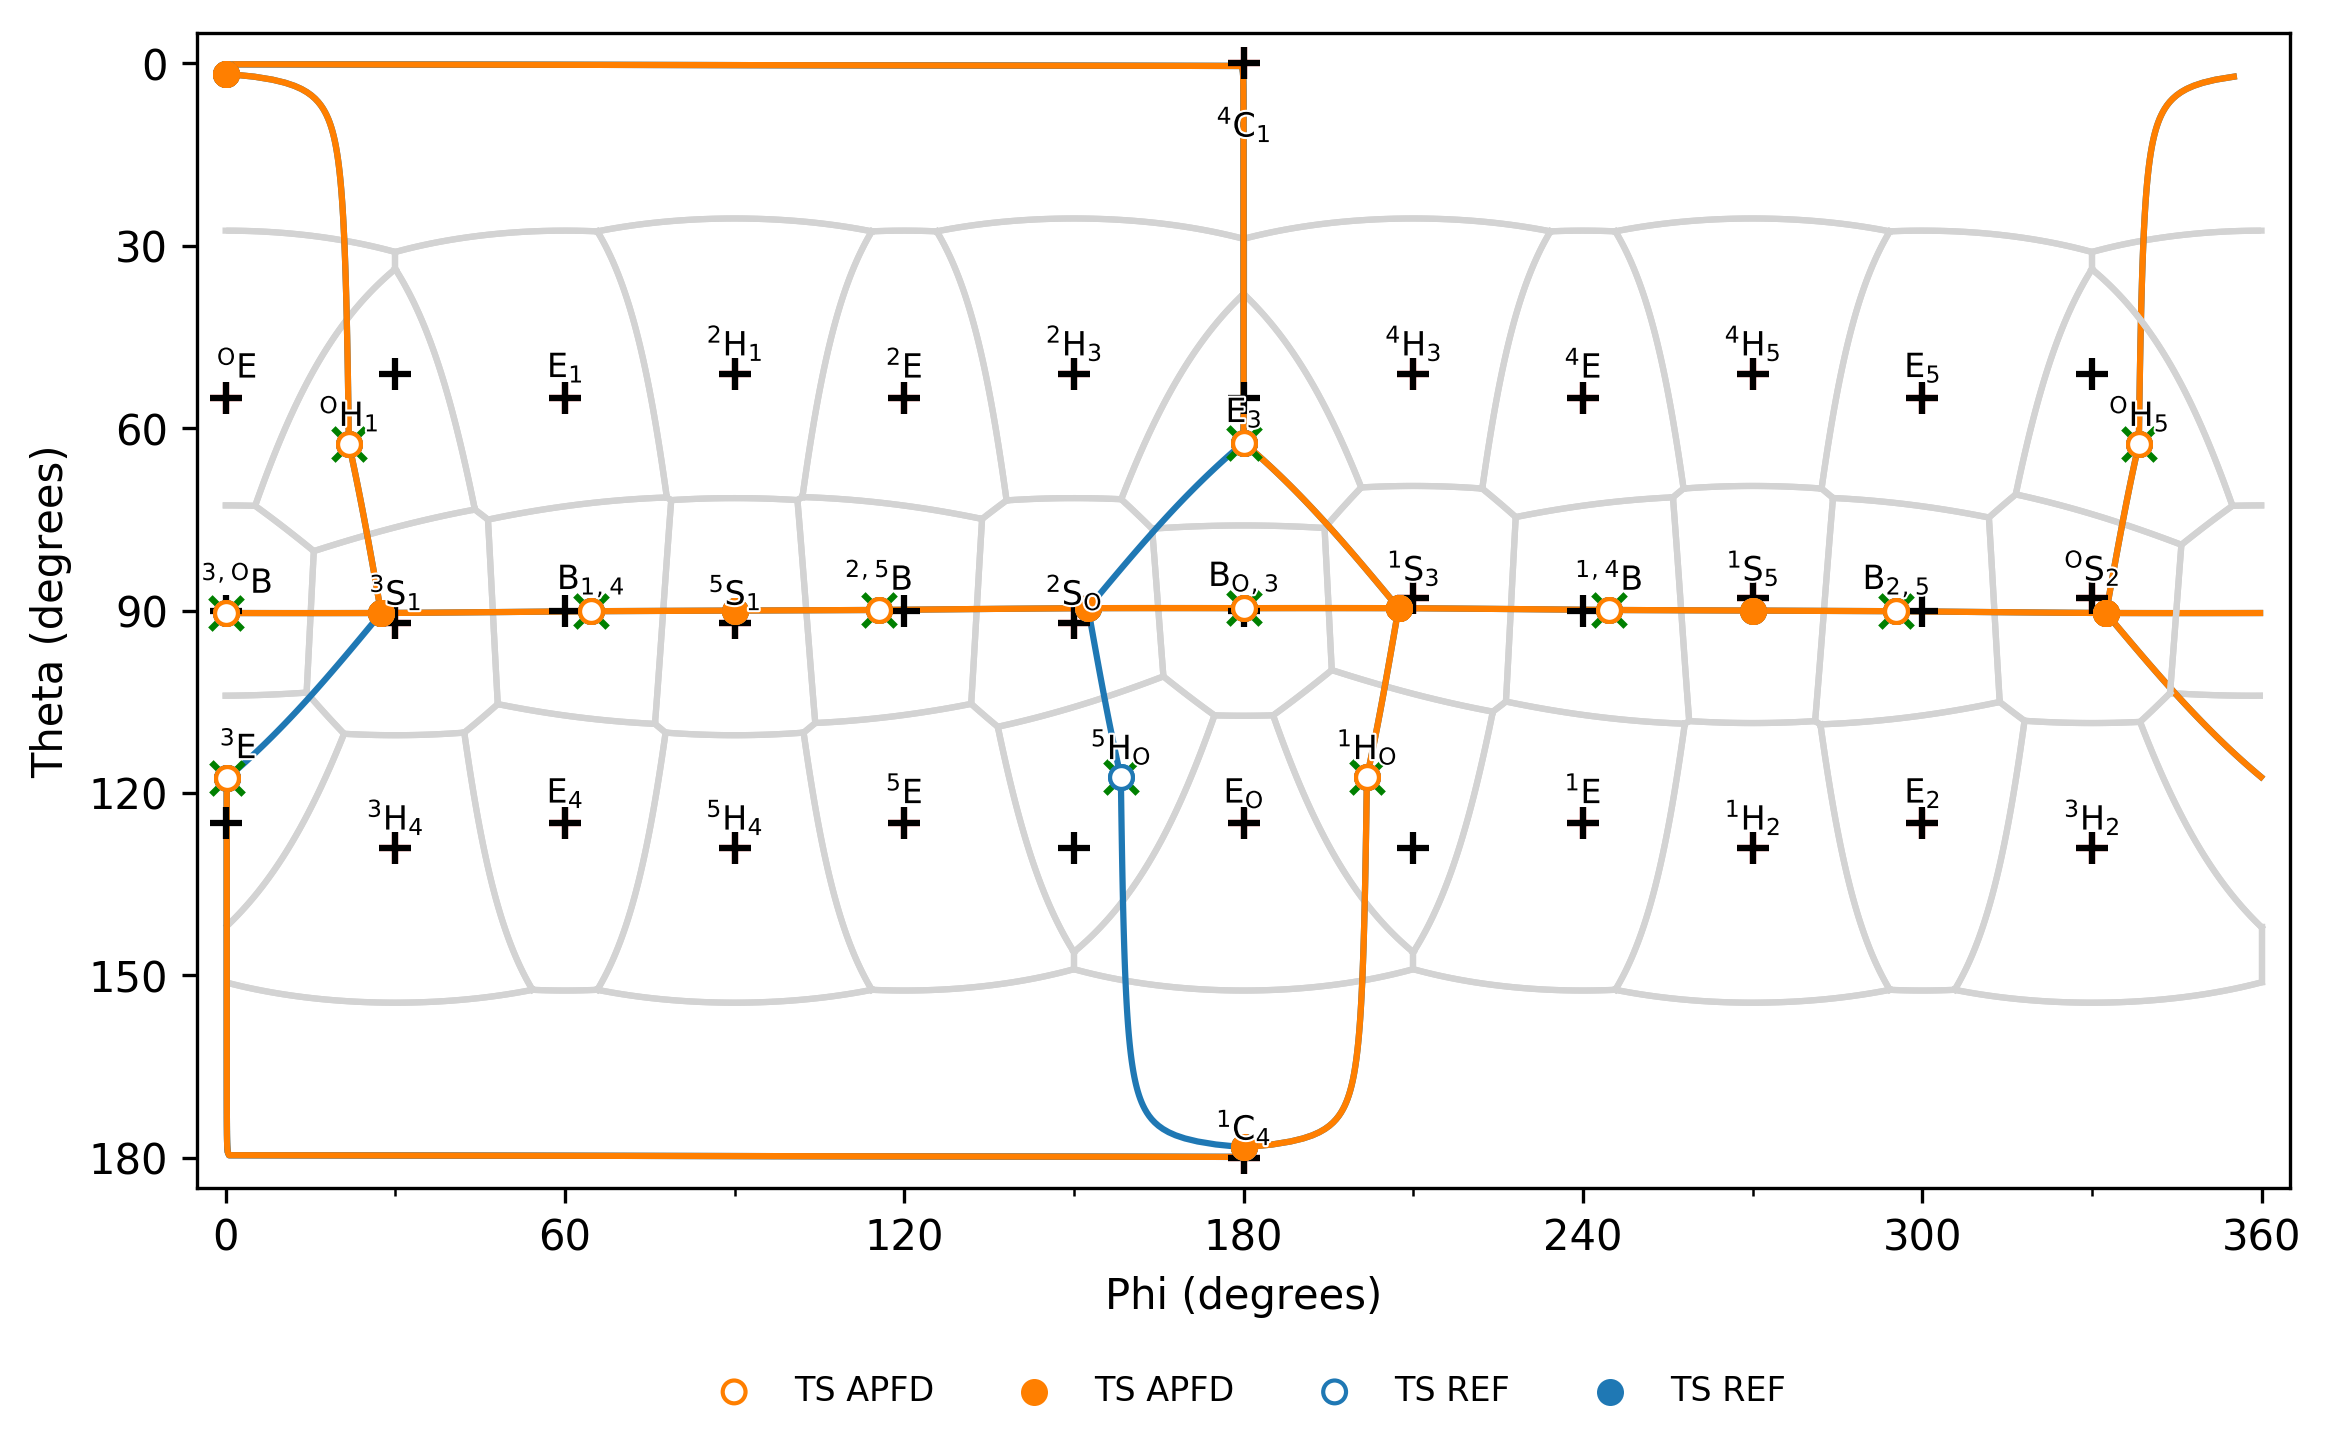 0
⁴C₁
30
²H₁ ²H₃ ⁴H₃ ⁴H₅
ᴼE E₁ ²E ⁴E E₅
ᴼH₁ E₃ ᴼH₅
60
³,ᴼB ³S₁ B₁,₄ ⁵S₁ ²,⁵B ²Sₒ Bₒ,₃ ¹S₃ ¹,⁴B ¹S₅ B₂,₅ ᴼS₂
90
³E ⁵Hₒ ¹Hₒ
E₄ ⁵E Eₒ ¹E E₂
120
³H₄ ⁵H₄ ¹H₂ ³H₂
150
¹C₄
180
0 60 120 180 240 300 360
Theta (degrees)
Phi (degrees)
TS APFD TS APFD TS REF TS REF